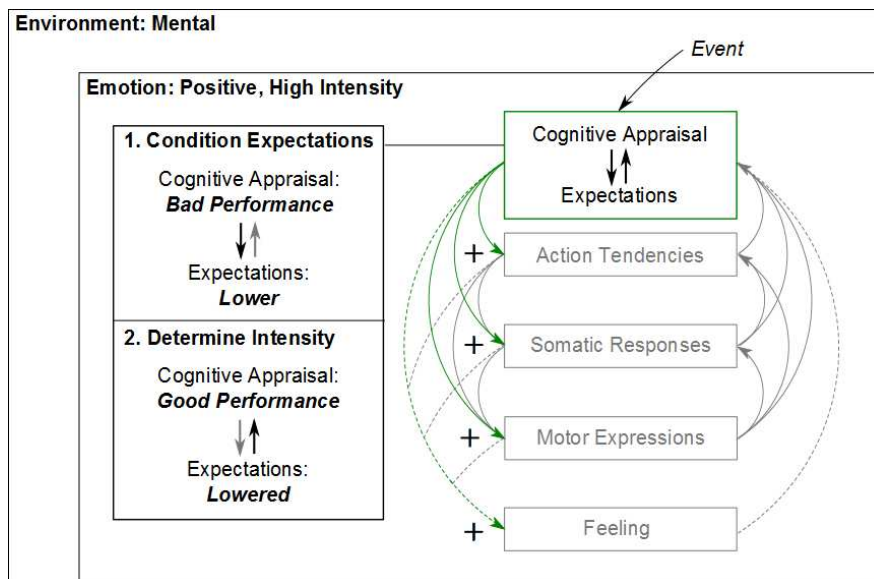 Environment: Mental
Event
Emotion: Positive, High Intensity
1. Condition Expectations
Cognitive Appraisal:
Bad Performance
Expectations:
Lower
2. Determine Intensity
Cognitive Appraisal:
Good Performance
Expectations:
Lowered
Cognitive Appraisal
Expectations
+ Action Tendencies
+ Somatic Responses
+ Motor Expressions
+ Feeling